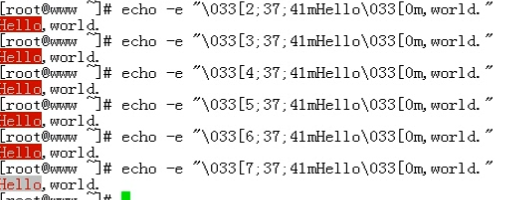 [root@www ~]# echo -e "\033[2;37;41mHello\033[0m,world."
Hello,world.
[root@www ~]# echo -e "\033[3;37;41mHello\033[0m,world."
Hello,world.
[root@www ~]# echo -e "\033[4;37;41mHello\033[0m,world."
Hello,world.
[root@www ~]# echo -e "\033[5;37;41mHello\033[0m,world."
Hello,world.
[root@www ~]# echo -e "\033[6;37;41mHello\033[0m,world."
Hello,world.
[root@www ~]# echo -e "\033[7;37;41mHello\033[0m,world."
Hello,world.
[root@www ~]#